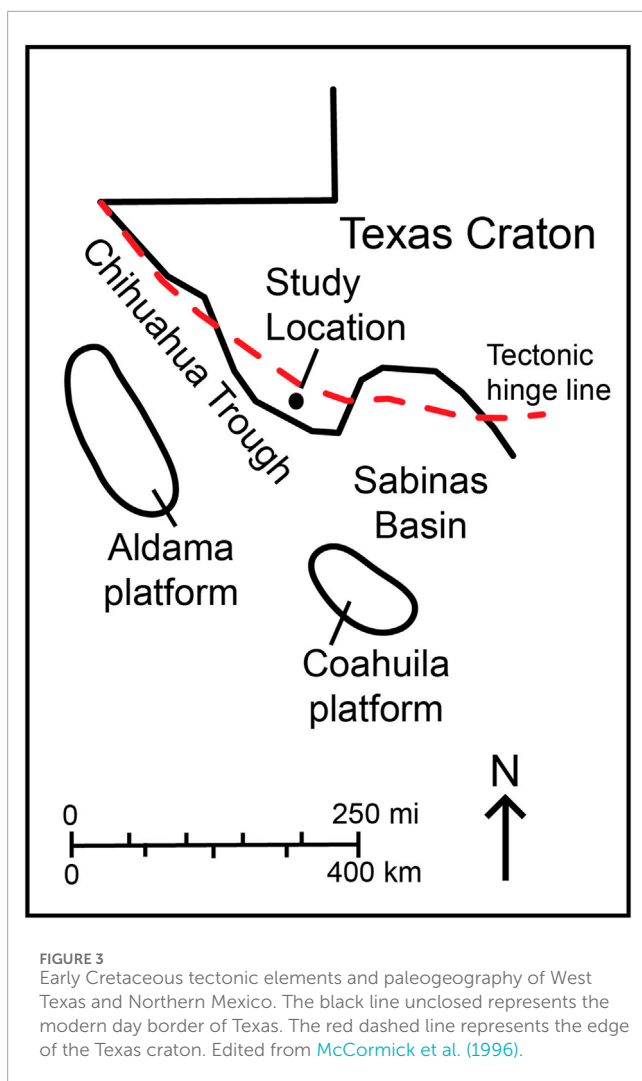 Texas Craton
Study
Location
Chihuahua Trough
Tectonic
hinge line
Sabinas
Basin
Aldama
platform
Coahuila
platform
N
0
250 mi
0
400 km
FIGURE 3
Early Cretaceous tectonic elements and paleogeography of West
Texas and Northern Mexico. The black line unclosed represents the
modern day border of Texas. The red dashed line represents the edge
of the Texas craton. Edited from McCormick et al. (1996).